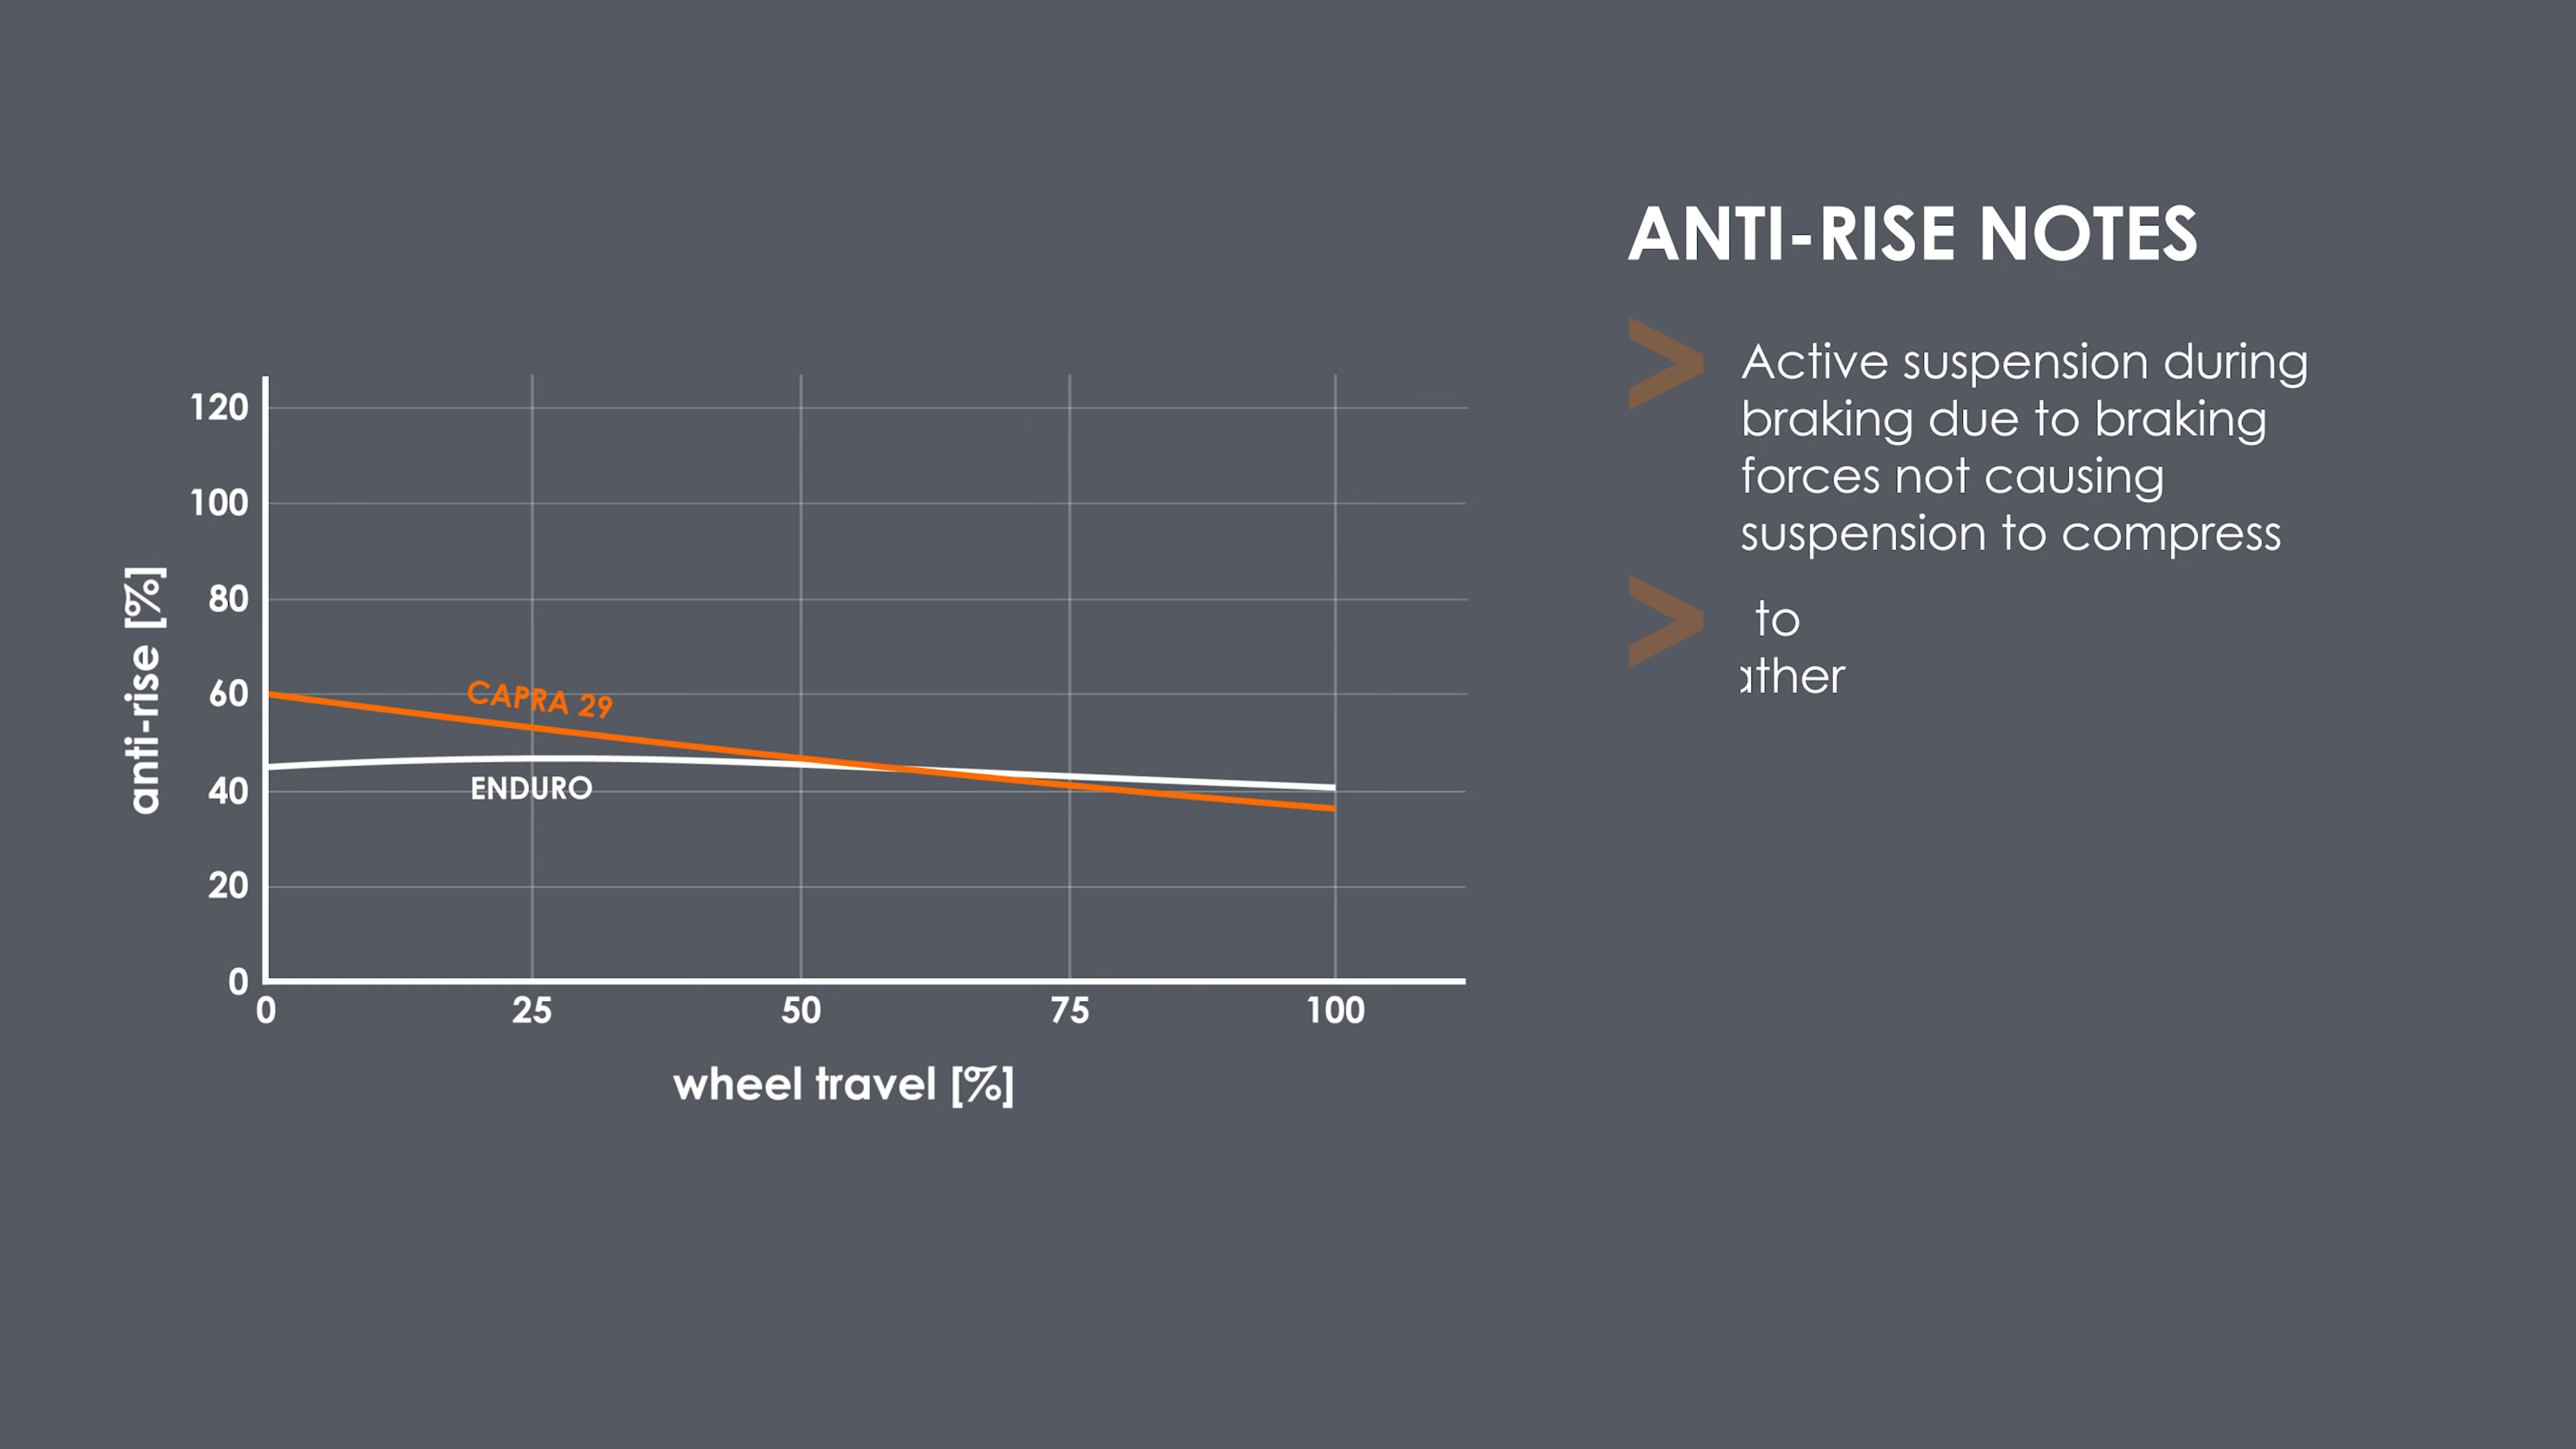 ANTI-RISE NOTES
> Active suspension during
braking due to braking
forces not causing
suspension to compress
> to
ather
120
100
80
60
40
20
0
anti-rise [%]
CAPRA 29
ENDURO
0 25 50 75 100
wheel travel [%]